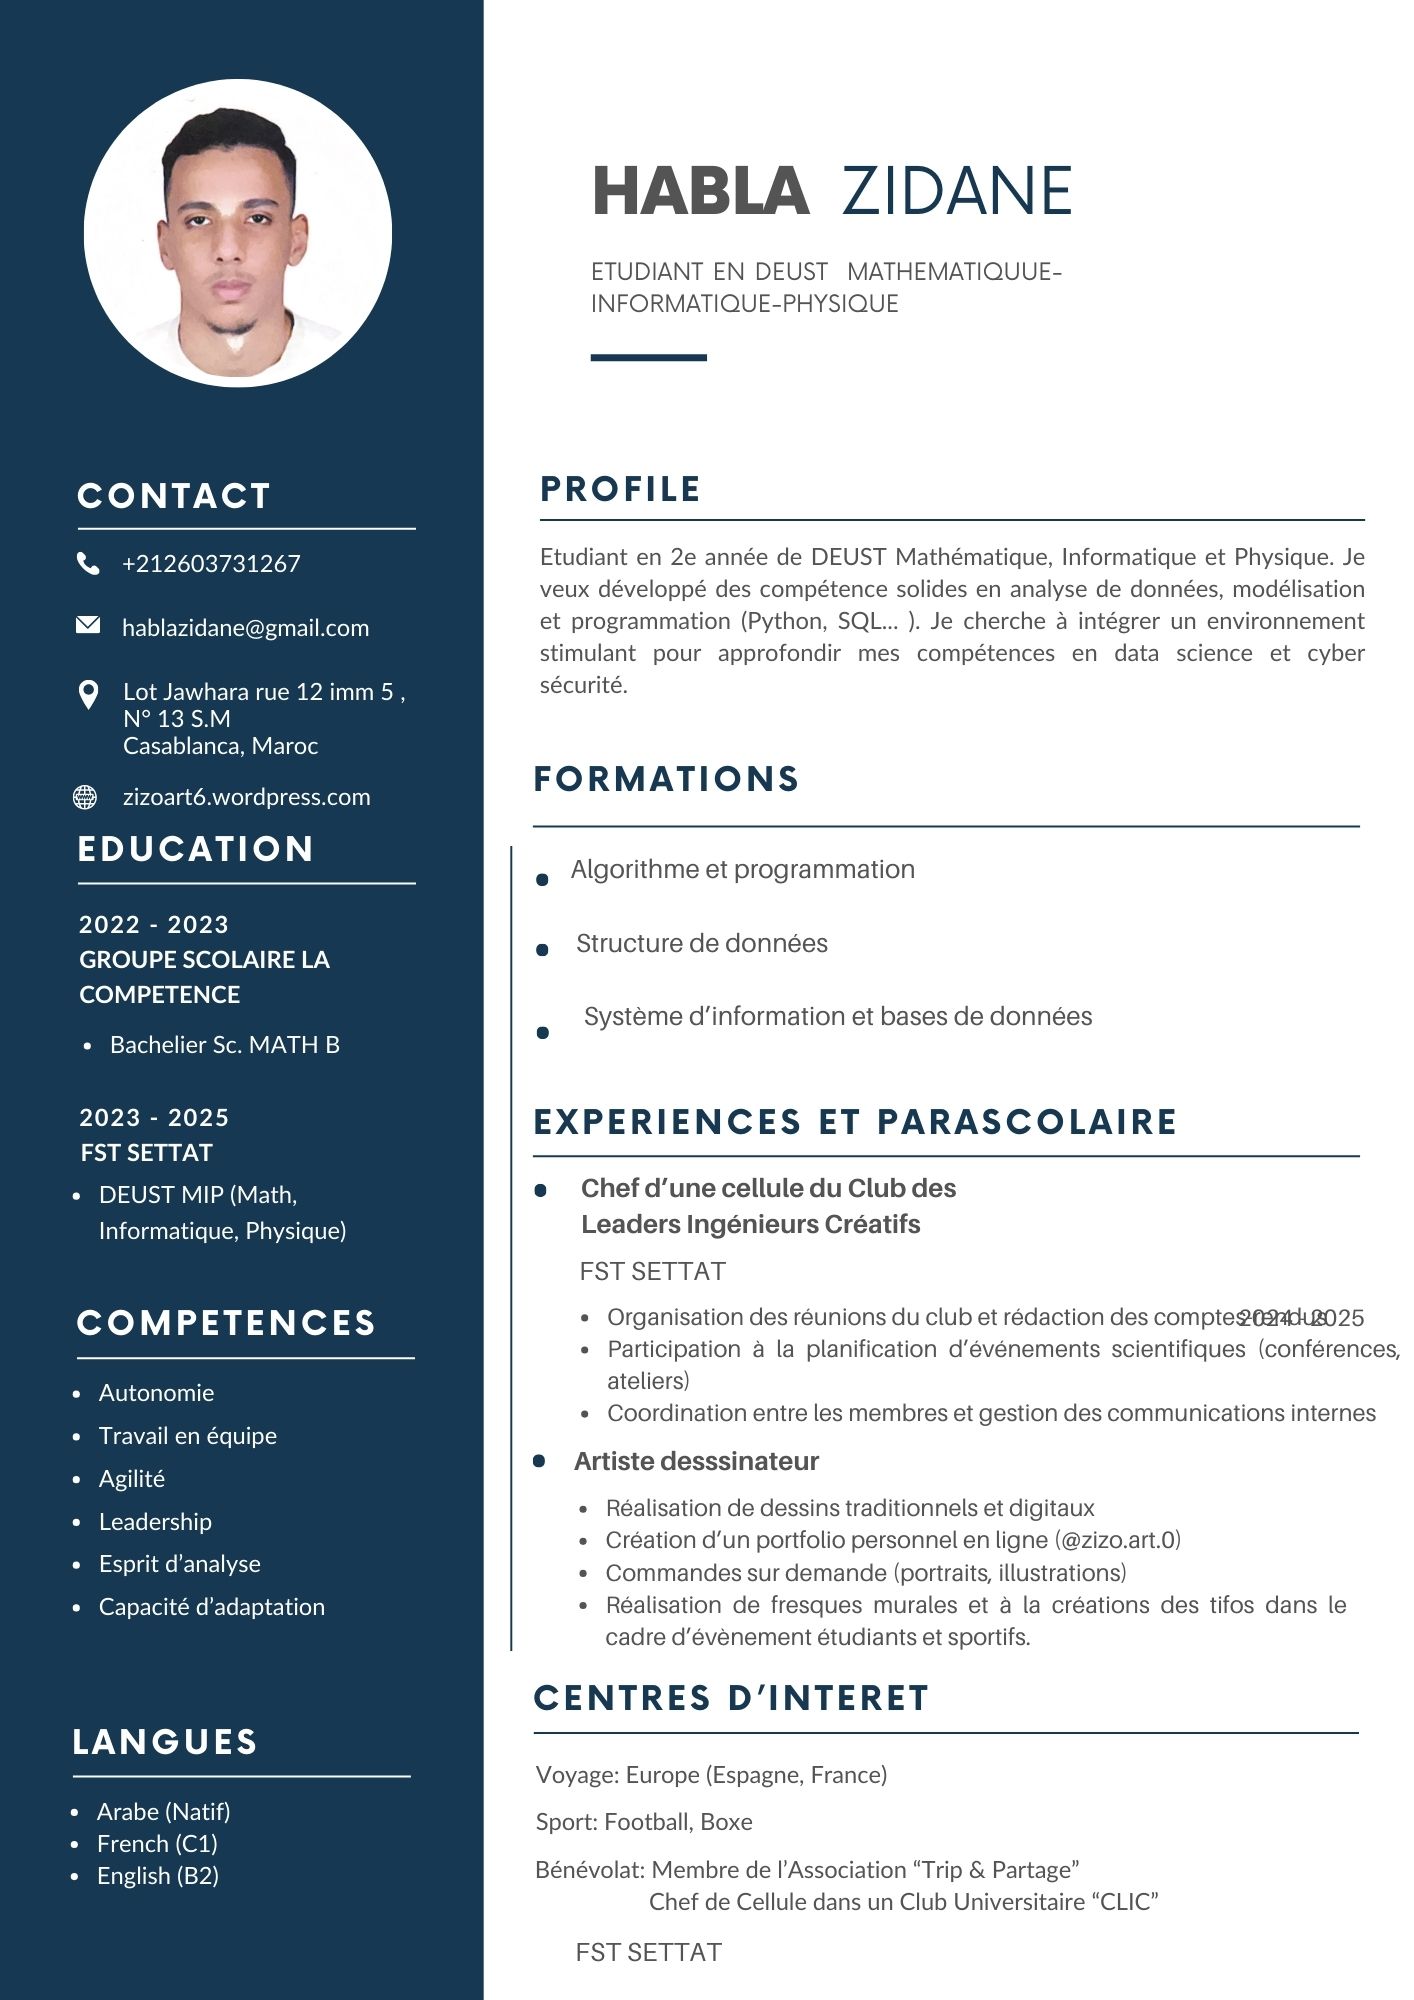 HABLA ZIDANE
ETUDIANT EN DEUST MATHEMATIQUUE-
INFORMATIQUE-PHYSIQUE
CONTACT
+212603731267
hablazidane@gmail.com
Lot Jawhara rue 12 imm 5 ,
N° 13 S.M
Casablanca, Maroc
zizoart6.wordpress.com
EDUCATION
2022 - 2023
GROUPE SCOLAIRE LA
COMPETENCE
• Bachelier Sc. MATH B
2023 - 2025
FST SETTAT
• DEUST MIP (Math,
Informatique, Physique)
COMPETENCES
• Autonomie
• Travail en équipe
• Agilité
• Leadership
• Esprit d’analyse
• Capacité d’adaptation
LANGUES
• Arabe (Natif)
• French (C1)
• English (B2)
PROFILE
Etudiant en 2e année de DEUST Mathématique, Informatique et Physique. Je
veux développé des compétence solides en analyse de données, modélisation
et programmation (Python, SQL... ). Je cherche à intégrer un environnement
stimulant pour approfondir mes compétences en data science et cyber
sécurité.
FORMATIONS
• Algorithme et programmation
• Structure de données
• Système d’information et bases de données
EXPERIENCES ET PARASCOLAIRE
• Chef d’une cellule du Club des
Leaders Ingénieurs Créatifs
FST SETTAT
• Organisation des réunions du club et rédaction des comptes-rendus
2024 - 2025
• Participation à la planification d’événements scientifiques (conférences,
ateliers)
• Coordination entre les membres et gestion des communications internes
• Artiste desssinateur
• Réalisation de dessins traditionnels et digitaux
• Création d’un portfolio personnel en ligne (@zizo.art.0)
• Commandes sur demande (portraits, illustrations)
• Réalisation de fresques murales et à la créations des tifos dans le
cadre d’évènement étudiants et sportifs.
CENTRES D’INTERET
Voyage: Europe (Espagne, France)
Sport: Football, Boxe
Bénévolat: Membre de l’Association “Trip & Partage”
Chef de Cellule dans un Club Universitaire “CLIC”
FST SETTAT